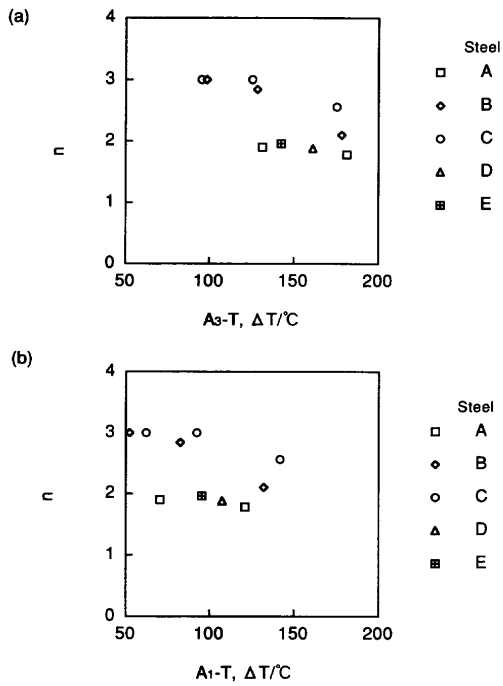 (a)
Steel
A
B
C
D
E
4
3
2
1
0
n
50 100 150 200
A₃-T, ΔT/℃
(b)
Steel
A
B
C
D
E
4
3
2
1
0
n
50 100 150 200
A₁-T, ΔT/℃